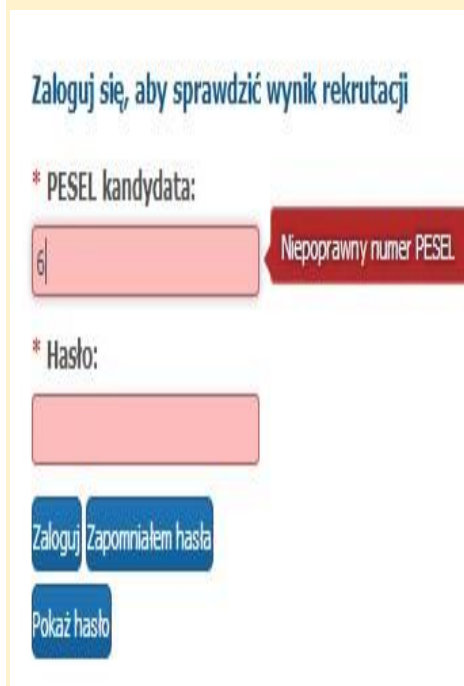 Zaloguj się, aby sprawdzić wynik rekrutacji
* PESEL kandydata:
6
Niepoprawny numer PESEL
* Hasło:
Zaloguj Zapomniałem hasła
Pokaż hasło